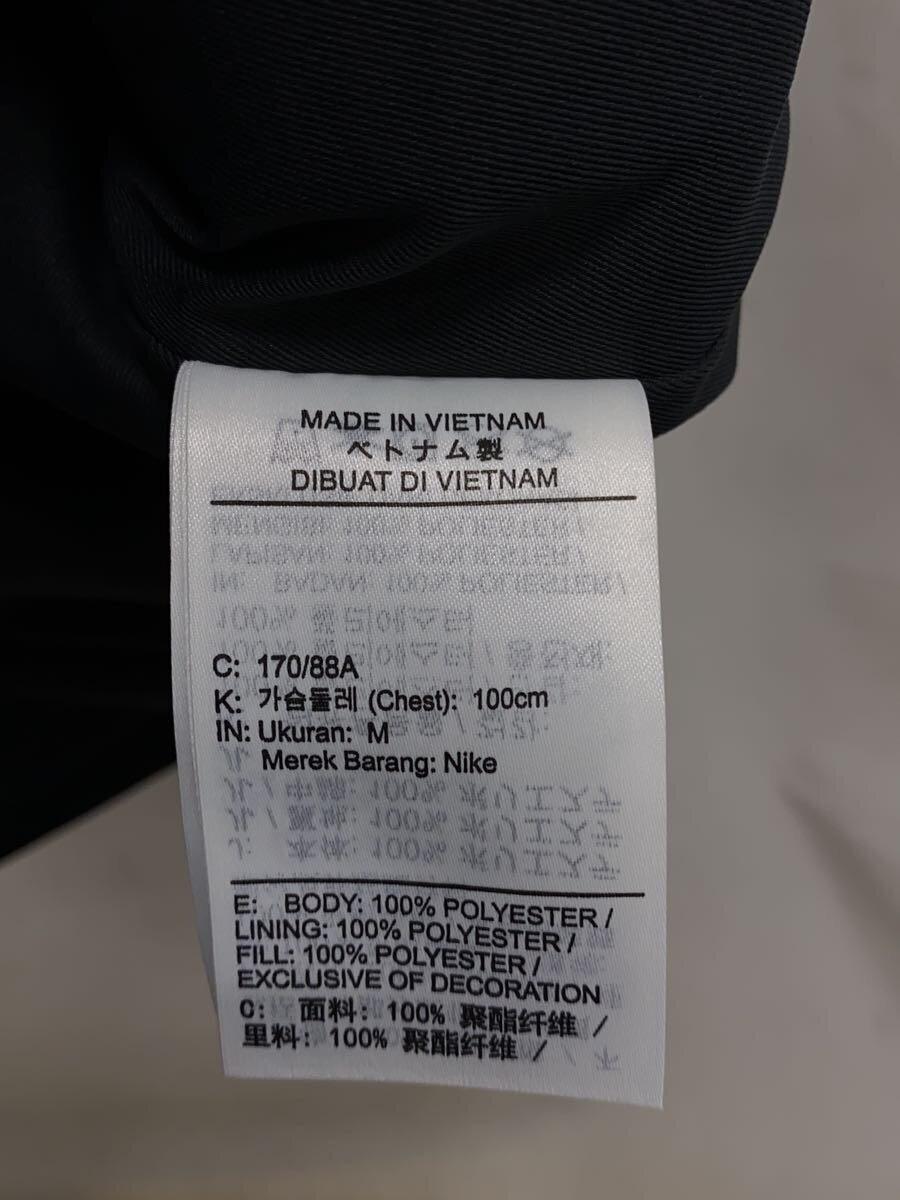 MADE IN VIETNAM
ベトナム製
DIBUAT DI VIETNAM
C: 170/88A
K: 가슴둘레 (Chest): 100cm
IN: Ukuran: M
Merek Barang: Nike
E: BODY: 100% POLYESTER /
LINING: 100% POLYESTER /
FILL: 100% POLYESTER /
EXCLUSIVE OF DECORATION
C: 面料: 100% 聚酯纤维 /
里料: 100% 聚酯纤维 /